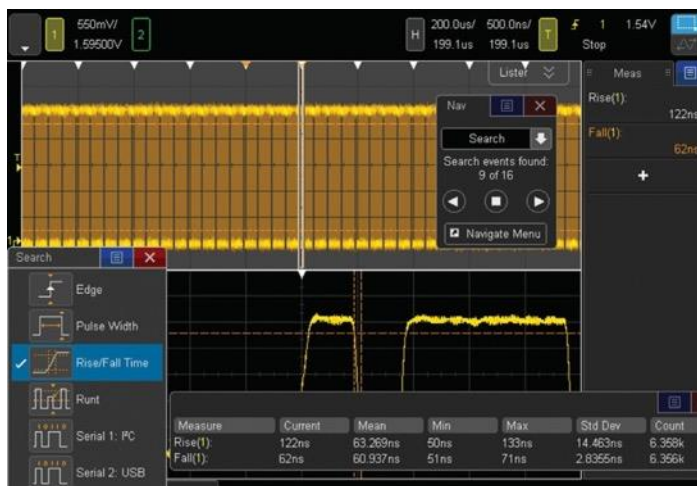 1
550mV/
1.59500V
2
H
200.0us/
199.1us
500.0ns/
199.1us
T
1
1.54V
Stop
Lister
Meas
Rise(1):
122ns
Fall(1):
62ns
+
Nav
Search
Search events found:
9 of 16
Navigate Menu
T
1
Search
Edge
Pulse Width
Rise/Fall Time
Runt
Serial 1: I²C
Serial 2: USB
Measure Current Mean Min Max Std Dev Count
Rise(1): 122ns 63.269ns 50ns 133ns 14.463ns 6.358k
Fall(1): 62ns 60.937ns 51ns 71ns 2.8355ns 6.356k